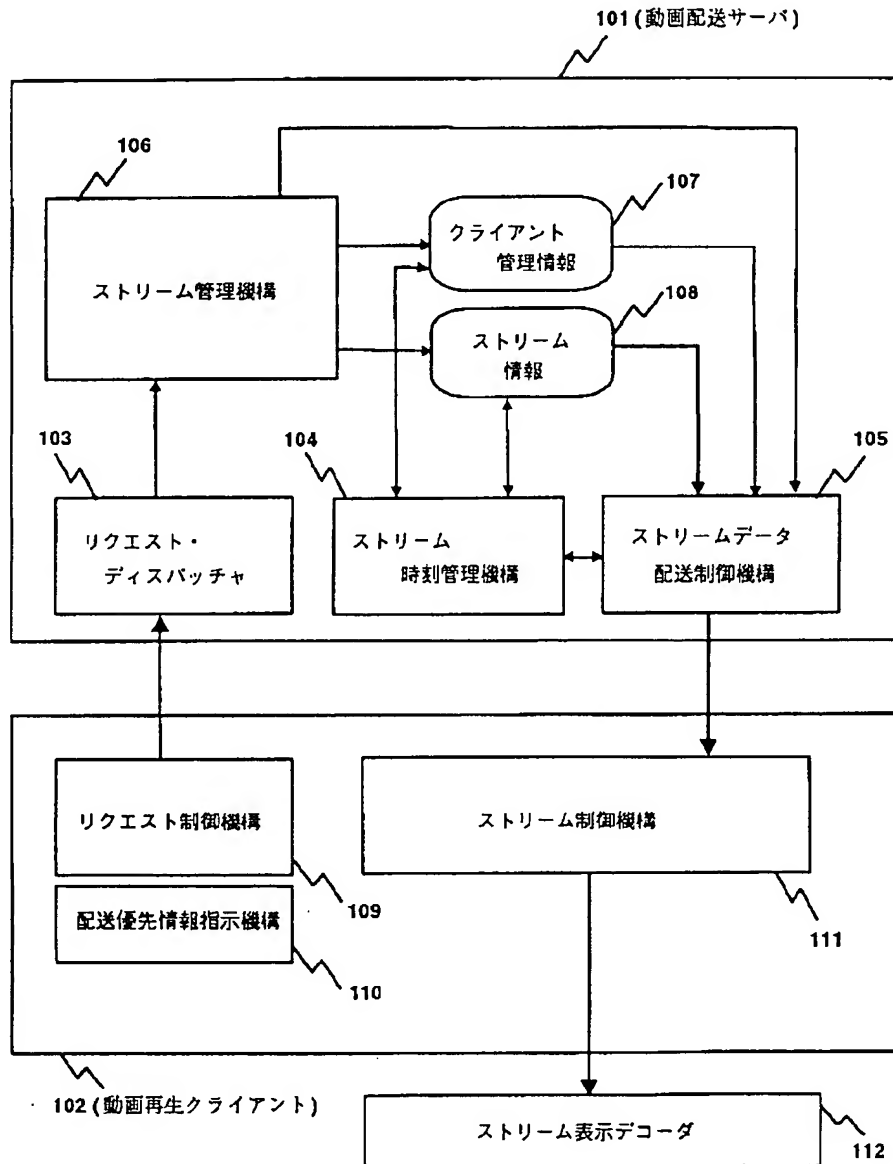 101 (動画配送サーバ)
106
107
クライアント
管理情報
ストリーム管理機構
108
ストリーム
情報
103
104
105
リクエスト・
ディスパッチャ
ストリーム
時刻管理機構
ストリームデータ
配送制御機構
リクエスト制御機構
ストリーム制御機構
109
配送優先情報指示機構
111
110
102 (動画再生クライアント)
ストリーム表示デコーダ
112